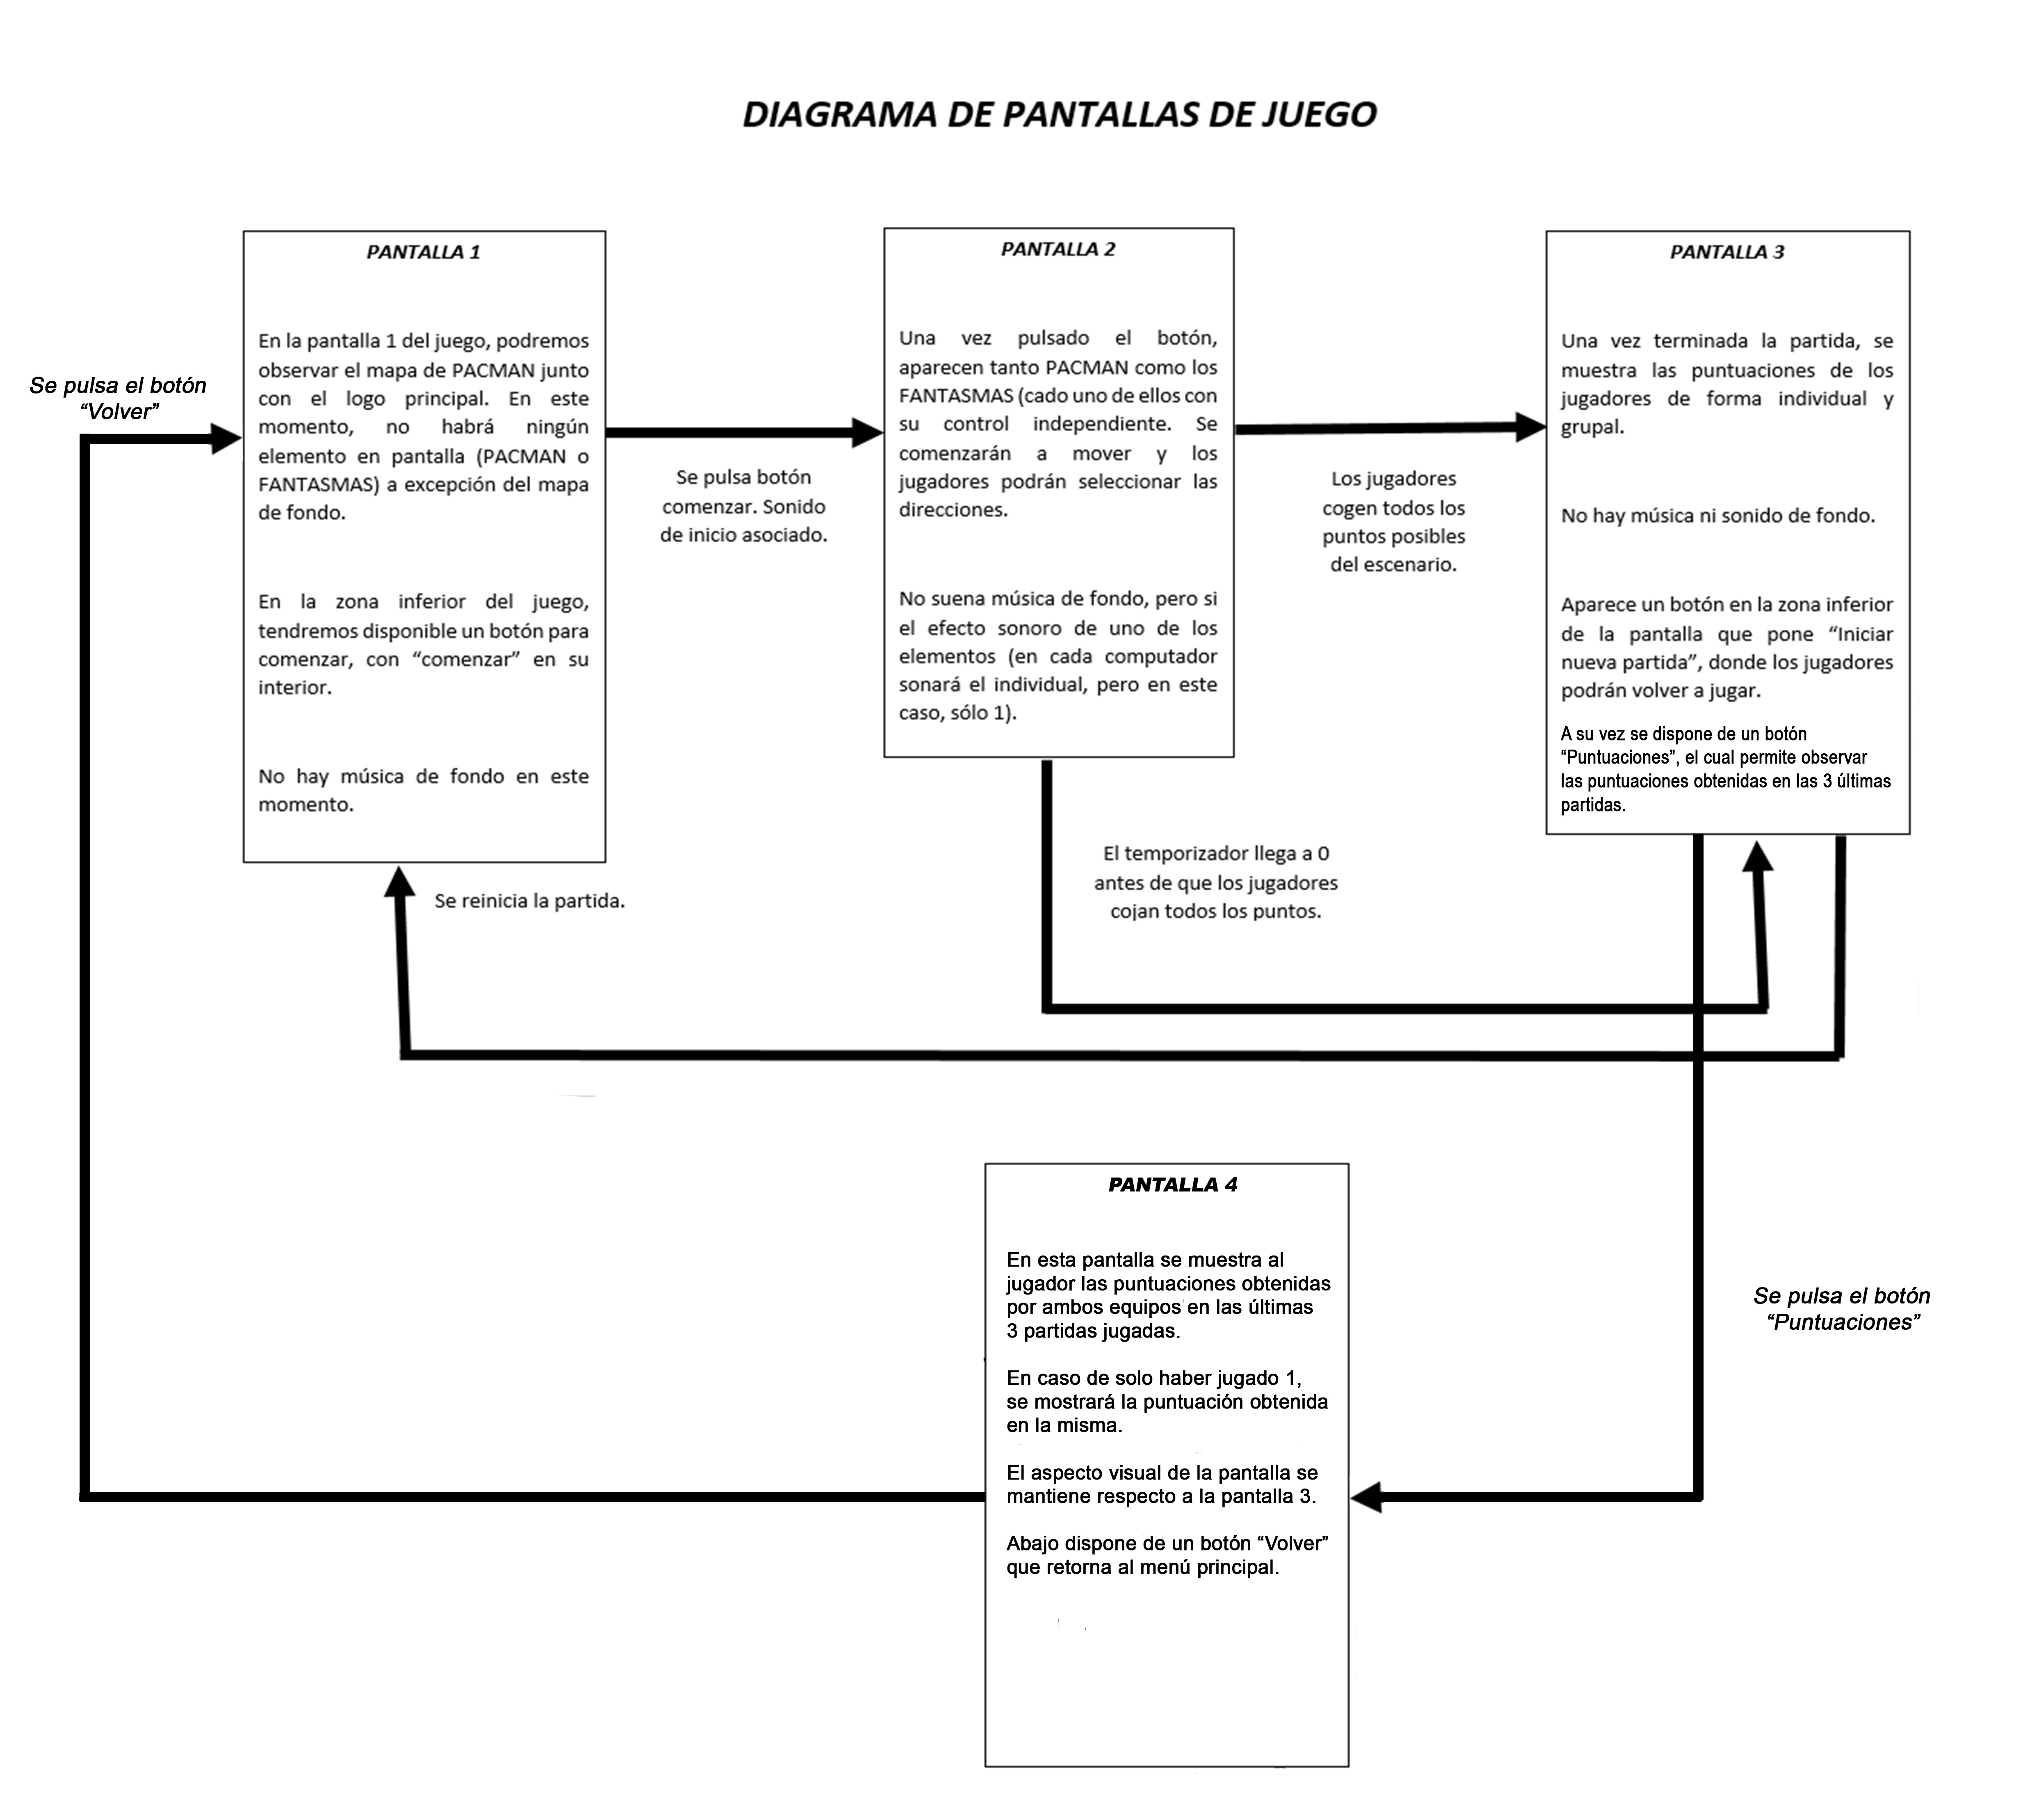 DIAGRAMA DE PANTALLAS DE JUEGO
Se pulsa el botón
“Volver”
PANTALLA 1
En la pantalla 1 del juego, podremos
observar el mapa de PACMAN junto
con el logo principal. En este
momento, no habrá ningún
elemento en pantalla (PACMAN o
FANTASMAS) a excepción del mapa
de fondo.
En la zona inferior del juego,
tendremos disponible un botón para
comenzar, con “comenzar” en su
interior.
No hay música de fondo en este
momento.
Se pulsa botón
comenzar. Sonido
de inicio asociado.
PANTALLA 2
Una vez pulsado el botón,
aparecen tanto PACMAN como los
FANTASMAS (cado uno de ellos con
su control independiente. Se
comenzarán a mover y los
jugadores podrán seleccionar las
direcciones.
No suena música de fondo, pero si
el efecto sonoro de uno de los
elementos (en cada computador
sonará el individual, pero en este
caso, sólo 1).
Los jugadores
cogen todos los
puntos posibles
del escenario.
PANTALLA 3
Una vez terminada la partida, se
muestra las puntuaciones de los
jugadores de forma individual y
grupal.
No hay música ni sonido de fondo.
Aparece un botón en la zona inferior
de la pantalla que pone “Iniciar
nueva partida”, donde los jugadores
podrán volver a jugar.
A su vez se dispone de un botón
“Puntuaciones”, el cual permite observar
las puntuaciones obtenidas en las 3 últimas
partidas.
Se reinicia la partida.
El temporizador llega a 0
antes de que los jugadores
cojan todos los puntos.
PANTALLA 4
En esta pantalla se muestra al
jugador las puntuaciones obtenidas
por ambos equipos en las últimas
3 partidas jugadas.
En caso de solo haber jugado 1,
se mostrará la puntuación obtenida
en la misma.
El aspecto visual de la pantalla se
mantiene respecto a la pantalla 3.
Abajo dispone de un botón “Volver”
que retorna al menú principal.
Se pulsa el botón
“Puntuaciones”